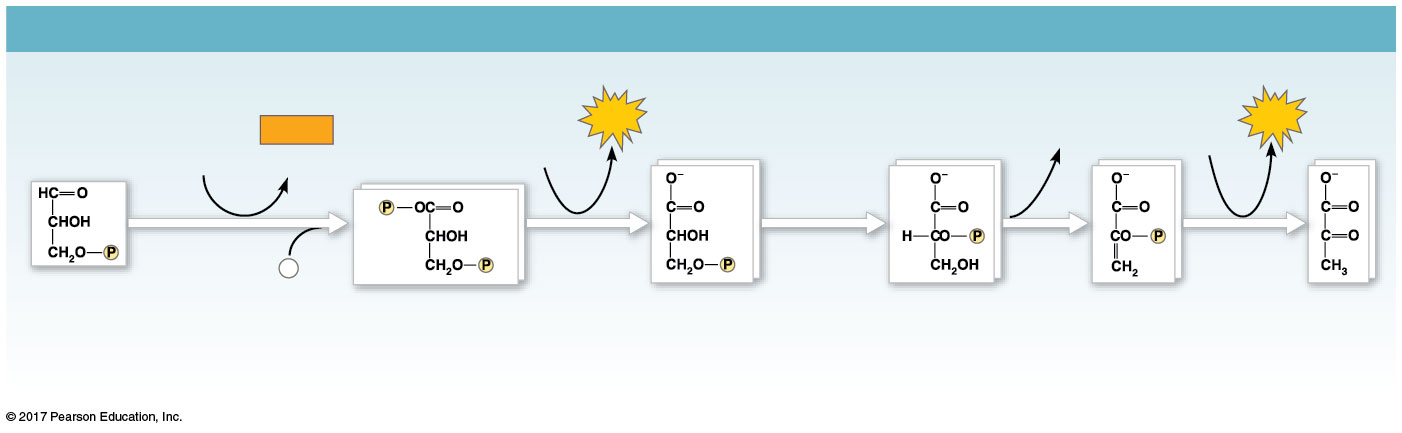 HC=O
CHOH
CH₂O—P
P—OC=O
CHOH
CH₂O—P
O⁻
C=O
CHOH
CH₂O—P
O⁻
C=O
H—CO—P
CH₂OH
O⁻
C=O
CO—P
CH₂
O⁻
C=O
C=O
CH₃
© 2017 Pearson Education, Inc.